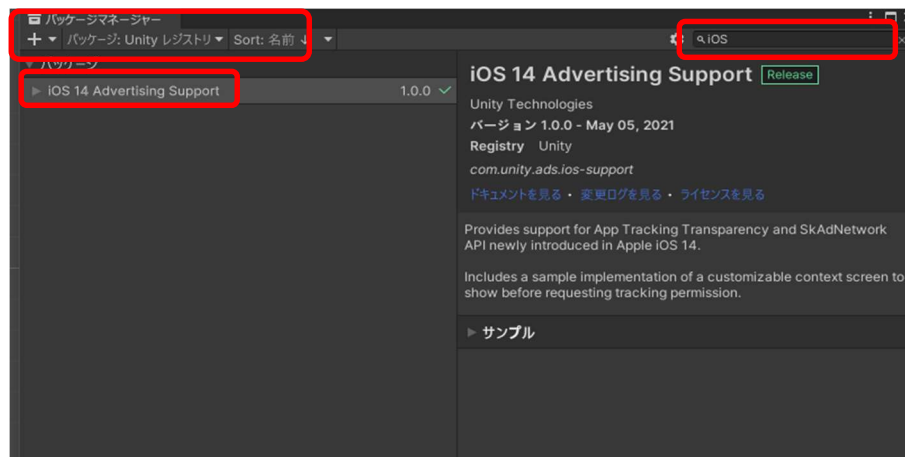 パッケージマネージャー
+ ▼ パッケージ: Unity レジストリ ▼ Sort: 名前 ↓ ▼
iOS
パッケージ
iOS 14 Advertising Support 1.0.0 ✓
iOS 14 Advertising Support Release
Unity Technologies
バージョン 1.0.0 - May 05, 2021
Registry Unity
com.unity.ads.ios-support
ドキュメントを見る • 変更ログを見る • ライセンスを見る
Provides support for App Tracking Transparency and SkAdNetwork
API newly introduced in Apple iOS 14.
Includes a sample implementation of a customizable context screen to
show before requesting tracking permission.
サンプル